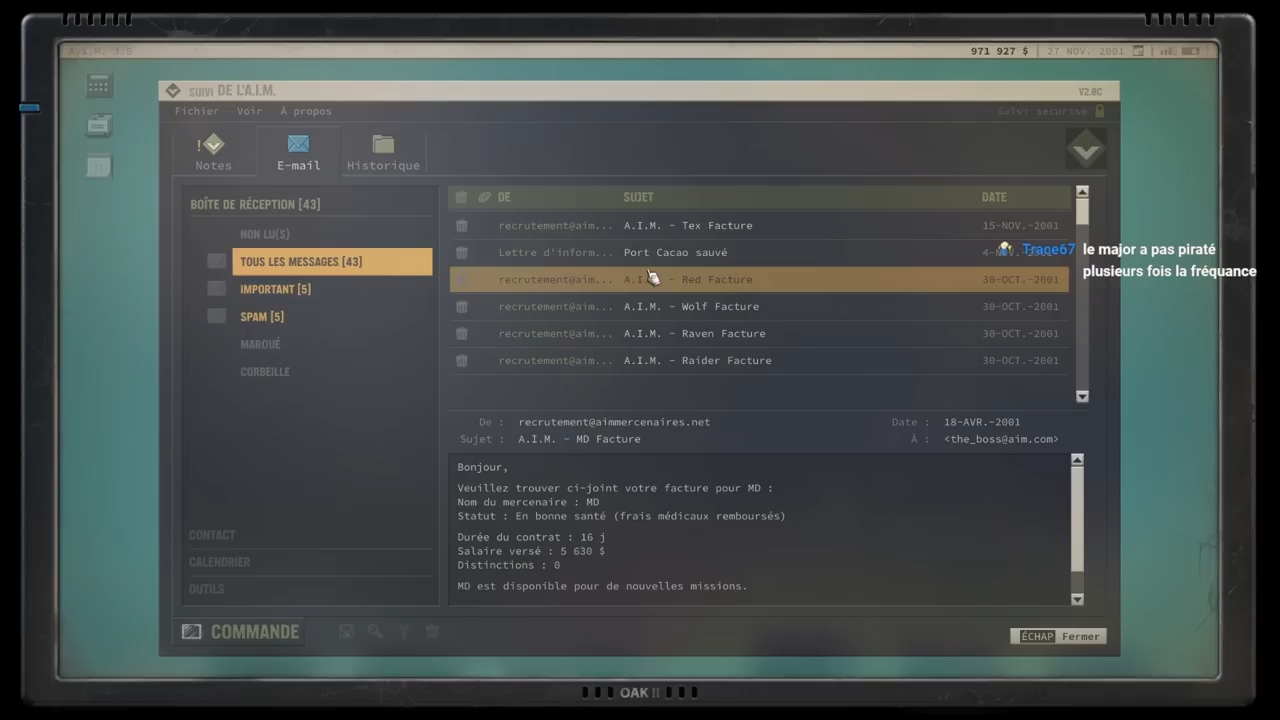 A.I.M. 3.0
971 927 $ | 27 NOV. 2001
SUIVI DE L'A.I.M.
V2.0C
Fichier Voir À propos
Suivi sécurisé
Notes
E-mail
Historique
BOÎTE DE RÉCEPTION [43]
NON LU(S)
TOUS LES MESSAGES [43]
IMPORTANT [5]
SPAM [5]
MARQUÉ
CORBEILLE
CONTACT
CALENDRIER
OUTILS
DE SUJET DATE
recrutement@aim... A.I.M. - Tex Facture 15-NOV.-2001
Lettre d'inform... Port Cacao sauvé
Trace67 le major a pas piraté
plusieurs fois la fréquance
recrutement@aim... A.I.M. - Red Facture 30-OCT.-2001
recrutement@aim... A.I.M. - Wolf Facture 30-OCT.-2001
recrutement@aim... A.I.M. - Raven Facture 30-OCT.-2001
recrutement@aim... A.I.M. - Raider Facture 30-OCT.-2001
De : recrutement@aimmercenaires.net Date : 18-AVR.-2001
Sujet : A.I.M. - MD Facture À : <the_boss@aim.com>
Bonjour,
Veuillez trouver ci-joint votre facture pour MD :
Nom du mercenaire : MD
Statut : En bonne santé (frais médicaux remboursés)
Durée du contrat : 16 j
Salaire versé : 5 630 $
Distinctions : 0
MD est disponible pour de nouvelles missions.
COMMANDE
ÉCHAP Fermer
OAK II